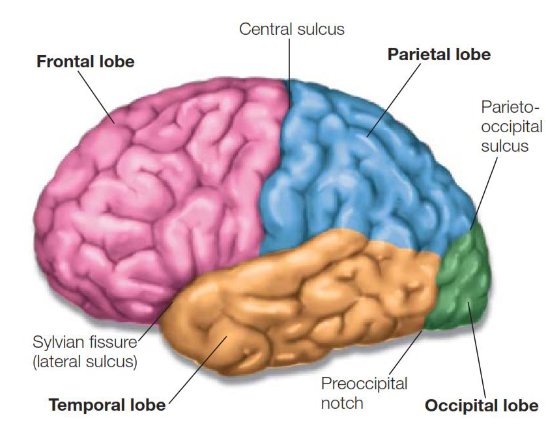 Central sulcus
Frontal lobe
Parietal lobe
Parieto-
occipital
sulcus
Sylvian fissure
(lateral sulcus)
Preoccipital
notch
Temporal lobe
Occipital lobe